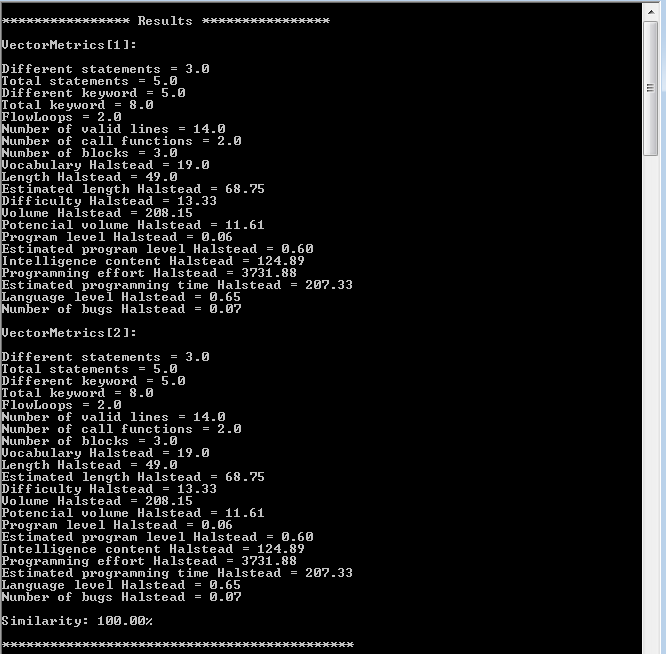 **************** Results ****************
VectorMetrics[1]:
Different statements = 3.0
Total statements = 5.0
Different keyword = 5.0
Total keyword = 8.0
FlowLoops = 2.0
Number of valid lines = 14.0
Number of call functions = 2.0
Number of blocks = 3.0
Vocabulary Halstead = 19.0
Length Halstead = 49.0
Estimated length Halstead = 68.75
Difficulty Halstead = 13.33
Volume Halstead = 208.15
Potencial volume Halstead = 11.61
Program level Halstead = 0.06
Estimated program level Halstead = 0.60
Intelligence content Halstead = 124.89
Programming effort Halstead = 3731.88
Estimated programming time Halstead = 207.33
Language level Halstead = 0.65
Number of bugs Halstead = 0.07
VectorMetrics[2]:
Different statements = 3.0
Total statements = 5.0
Different keyword = 5.0
Total keyword = 8.0
FlowLoops = 2.0
Number of valid lines = 14.0
Number of call functions = 2.0
Number of blocks = 3.0
Vocabulary Halstead = 19.0
Length Halstead = 49.0
Estimated length Halstead = 68.75
Difficulty Halstead = 13.33
Volume Halstead = 208.15
Potencial volume Halstead = 11.61
Program level Halstead = 0.06
Estimated program level Halstead = 0.60
Intelligence content Halstead = 124.89
Programming effort Halstead = 3731.88
Estimated programming time Halstead = 207.33
Language level Halstead = 0.65
Number of bugs Halstead = 0.07
Similarity: 100.00%
********************************************